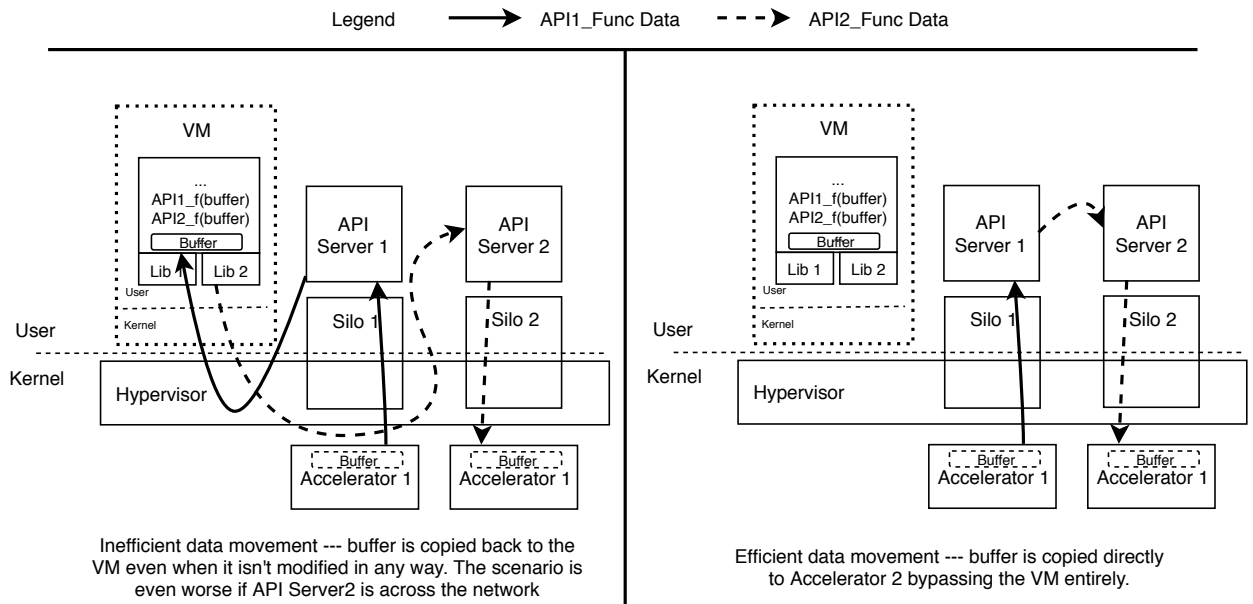 Legend
API1_Func Data
API2_Func Data
VM
...
API1_f(buffer)
API2_f(buffer)
Buffer
Lib 1
Lib 2
User
Kernel
API
Server 1
API
Server 2
Silo 1
Silo 2
User
Kernel
Hypervisor
Buffer
Accelerator 1
Buffer
Accelerator 1
Inefficient data movement --- buffer is copied back to the
VM even when it isn't modified in any way. The scenario is
even worse if API Server2 is across the network
VM
...
API1_f(buffer)
API2_f(buffer)
Buffer
Lib 1
Lib 2
User
Kernel
API
Server 1
API
Server 2
Silo 1
Silo 2
User
Kernel
Hypervisor
Buffer
Accelerator 1
Buffer
Accelerator 1
Efficient data movement --- buffer is copied directly
to Accelerator 2 bypassing the VM entirely.